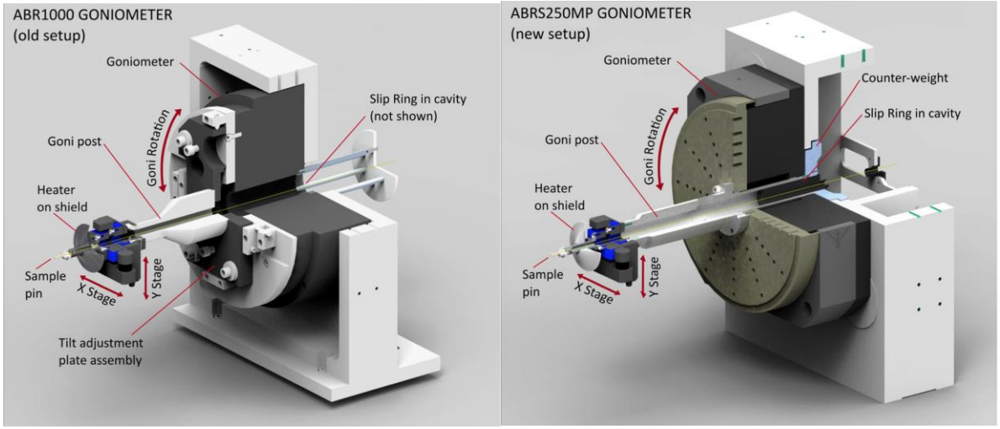 ABR1000 GONIOMETER
(old setup)
Goniometer
Slip Ring in cavity
(not shown)
Goni Rotation
Goni post
Heater
on shield
Sample
pin
X Stage
Y Stage
Tilt adjustment
plate assembly
ABRS250MP GONIOMETER
(new setup)
Goniometer
Counter-weight
Slip Ring in cavity
Goni Rotation
Goni post
Heater
on shield
Sample
pin
X Stage
Y Stage